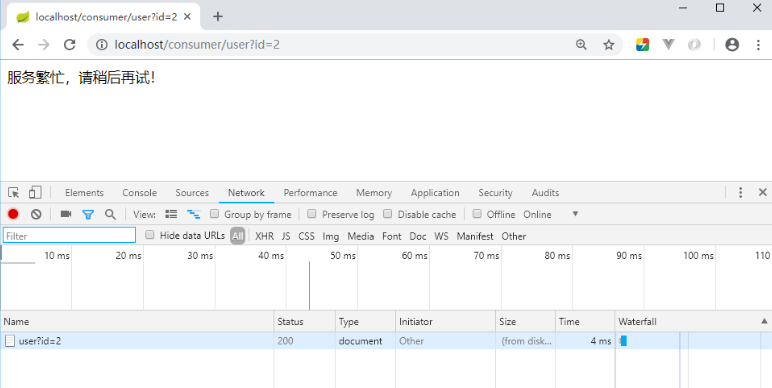 localhost/consumer/user?id=2
localhost/consumer/user?id=2
服务繁忙，请稍后再试！
Elements Console Sources Network Performance Memory Application Security Audits
View: Group by frame Preserve log Disable cache Offline Online
Filter Hide data URLs All XHR JS CSS Img Media Font Doc WS Manifest Other
10 ms 20 ms 30 ms 40 ms 50 ms 60 ms 70 ms 80 ms 90 ms 100 ms 110
Name Status Type Initiator Size Time Waterfall
user?id=2 200 document Other (from disk... 4 ms